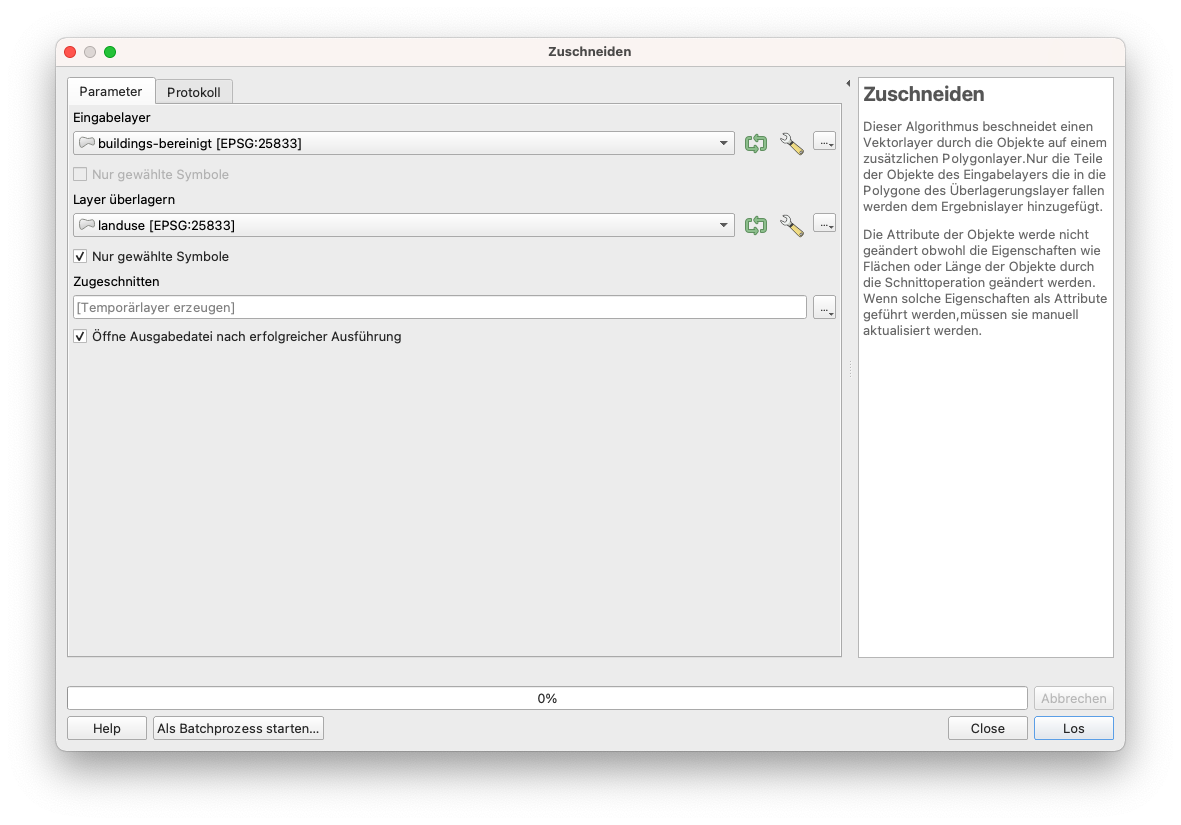 Zuschneiden
Parameter
Protokoll
Eingabelayer
buildings-bereinigt [EPSG:25833]
...
Nur gewählte Symbole
Layer überlagern
landuse [EPSG:25833]
...
Nur gewählte Symbole
Zugeschnitten
[Temporärlayer erzeugen]
...
Öffne Ausgabedatei nach erfolgreicher Ausführung
Zuschneiden
Dieser Algorithmus beschneidet einen
Vektorlayer durch die Objekte auf einem
zusätzlichen Polygonlayer.Nur die Teile
der Objekte des Eingabelayers die in die
Polygone des Überlagerungslayer fallen
werden dem Ergebnislayer hinzugefügt.
Die Attribute der Objekte werde nicht
geändert obwohl die Eigenschaften wie
Flächen oder Länge der Objekte durch
die Schnittoperation geändert werden.
Wenn solche Eigenschaften als Attribute
geführt werden,müssen sie manuell
aktualisiert werden.
0%
Abbrechen
Help
Als Batchprozess starten...
Close
Los